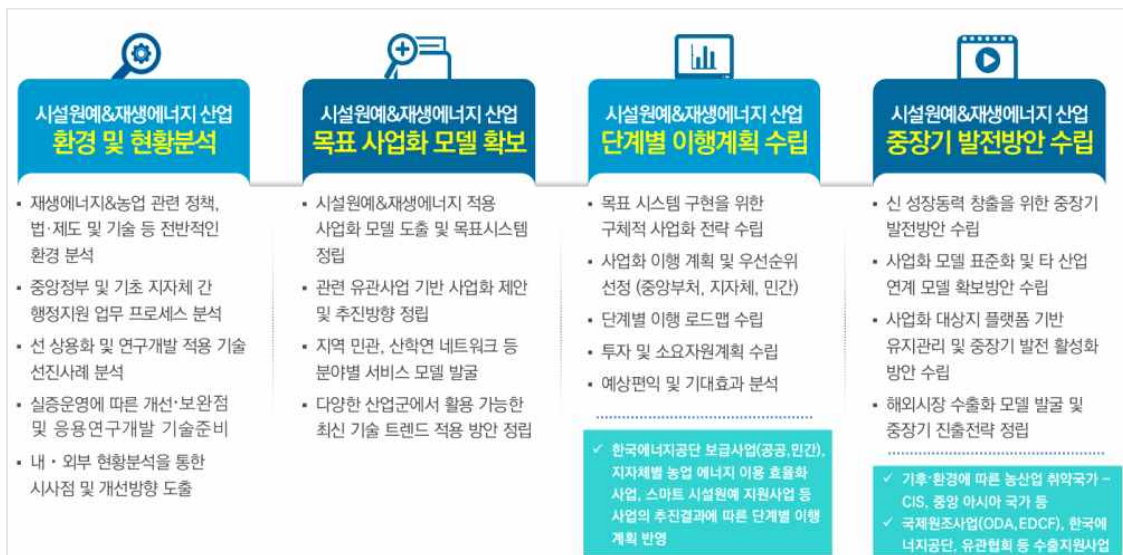 시설원예&재생에너지 산업
환경 및 현황분석
▪ 재생에너지&농업 관련 정책,
법·제도 및 기술 등 전반적인
환경 분석
▪ 중앙정부 및 기초 지자체 간
행정지원 업무 프로세스 분석
▪ 선 상용화 및 연구개발 적용 기술
선진사례 분석
▪ 실증운영에 따른 개선·보완점
및 응용연구개발 기술준비
▪ 내·외부 현황분석을 통한
시사점 및 개선방향 도출
시설원예&재생에너지 산업
목표 사업화 모델 확보
▪ 시설원예&재생에너지 적용
사업화 모델 도출 및 목표시스템
정립
▪ 관련 유관사업 기반 사업화 제안
및 추진방향 정립
▪ 지역 민관, 산학연 네트워크 등
분야별 서비스 모델 발굴
▪ 다양한 산업군에서 활용 가능한
최신 기술 트렌드 적용 방안 정립
시설원예&재생에너지 산업
단계별 이행계획 수립
▪ 목표 시스템 구현을 위한
구체적 사업화 전략 수립
▪ 사업화 이행 계획 및 우선순위
선정 (중앙부처, 지자체, 민간)
▪ 단계별 이행 로드맵 수립
▪ 투자 및 소요자원계획 수립
▪ 예상편익 및 기대효과 분석
✓ 한국에너지공단 보급사업(공공,민간),
지자체별 농업 에너지 이용 효율화
사업, 스마트 시설원예 지원사업 등
사업의 추진결과에 따른 단계별 이행
계획 반영
시설원예&재생에너지 산업
중장기 발전방안 수립
▪ 신 성장동력 창출을 위한 중장기
발전방안 수립
▪ 사업화 모델 표준화 및 타 산업
연계 모델 확보방안 수립
▪ 사업화 대상지 플랫폼 기반
유지관리 및 중장기 발전 활성화
방안 수립
▪ 해외시장 수출화 모델 발굴 및
중장기 진출전략 정립
✓ 기후·환경에 따른 농산업 취약국가 –
CIS, 중앙 아시아 국가 등
✓ 국제원조사업(ODA,EDCF), 한국에
너지공단, 유관협회 등 수출지원사업